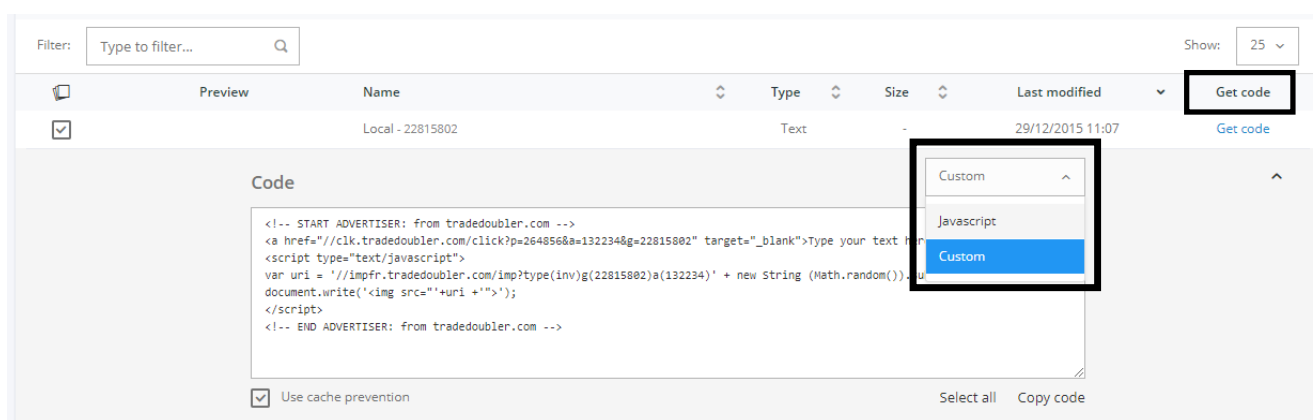 Filter: Type to filter... Show: 25
Preview Name Type Size Last modified Get code
Local - 22815802 Text - 29/12/2015 11:07 Get code
Code Custom
Javascript
Custom
<!-- START ADVERTISER: from tradedoubler.com -->
<a href="//clk.tradedoubler.com/click?p=264856&a=132234&g=22815802" target="_blank">Type your text
<script type="text/javascript">
var uri = '//impfr.tradedoubler.com/imp?type(inv)g(22815802)a(132234)' + new String (Math.random())
document.write('<img src="'+uri +'">');
</script>
<!-- END ADVERTISER: from tradedoubler.com -->
Use cache prevention Select all Copy code